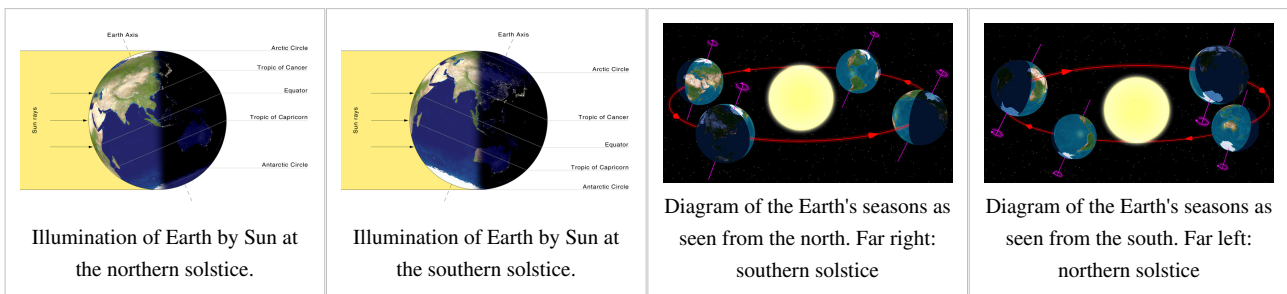 Earth Axis
Arctic Circle
Tropic of Cancer
Equator
Tropic of Capricorn
Antarctic Circle
Sun rays
Illumination of Earth by Sun at
the northern solstice.
Earth Axis
Arctic Circle
Tropic of Cancer
Equator
Tropic of Capricorn
Antarctic Circle
Sun rays
Illumination of Earth by Sun at
the southern solstice.
Diagram of the Earth's seasons as
seen from the north. Far right:
southern solstice
Diagram of the Earth's seasons as
seen from the south. Far left:
northern solstice